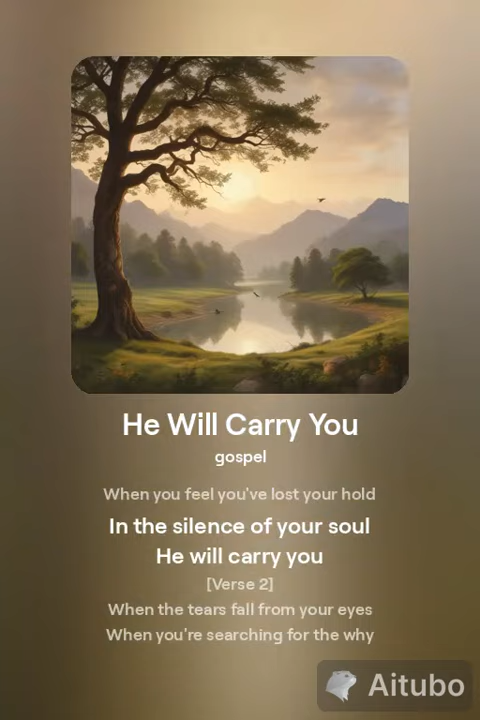 He Will Carry You
gospel
When you feel you've lost your hold
In the silence of your soul
He will carry you
[Verse 2]
When the tears fall from your eyes
When you're searching for the why
Aitubo